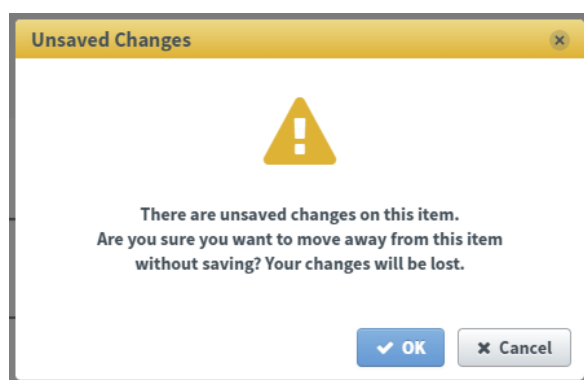 Unsaved Changes
There are unsaved changes on this item.
Are you sure you want to move away from this item
without saving? Your changes will be lost.
OK
Cancel